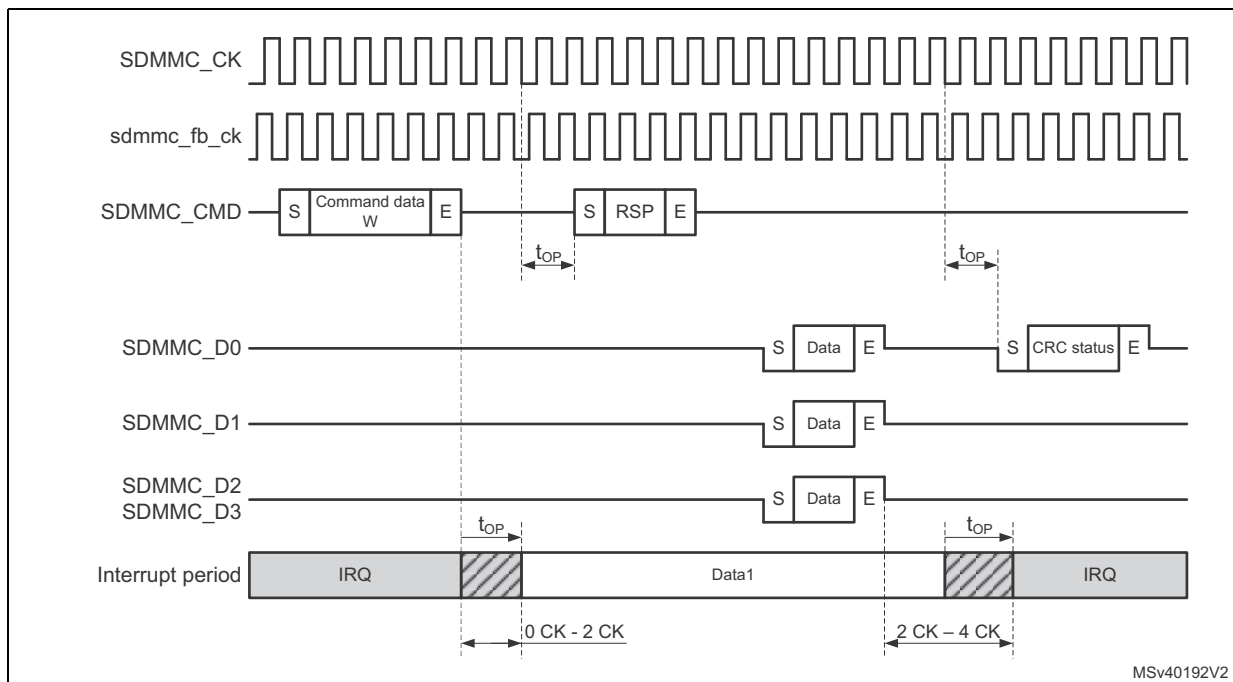 SDMMC_CK
sdmmc_fb_ck
SDMMC_CMD
S
Command data
W
E
S
RSP
E
tOP
tOP
SDMMC_D0
S
Data
E
S
CRC status
E
SDMMC_D1
S
Data
E
SDMMC_D2
SDMMC_D3
S
Data
E
tOP
tOP
Interrupt period
IRQ
Data1
IRQ
0 CK - 2 CK
2 CK – 4 CK
MSv40192V2